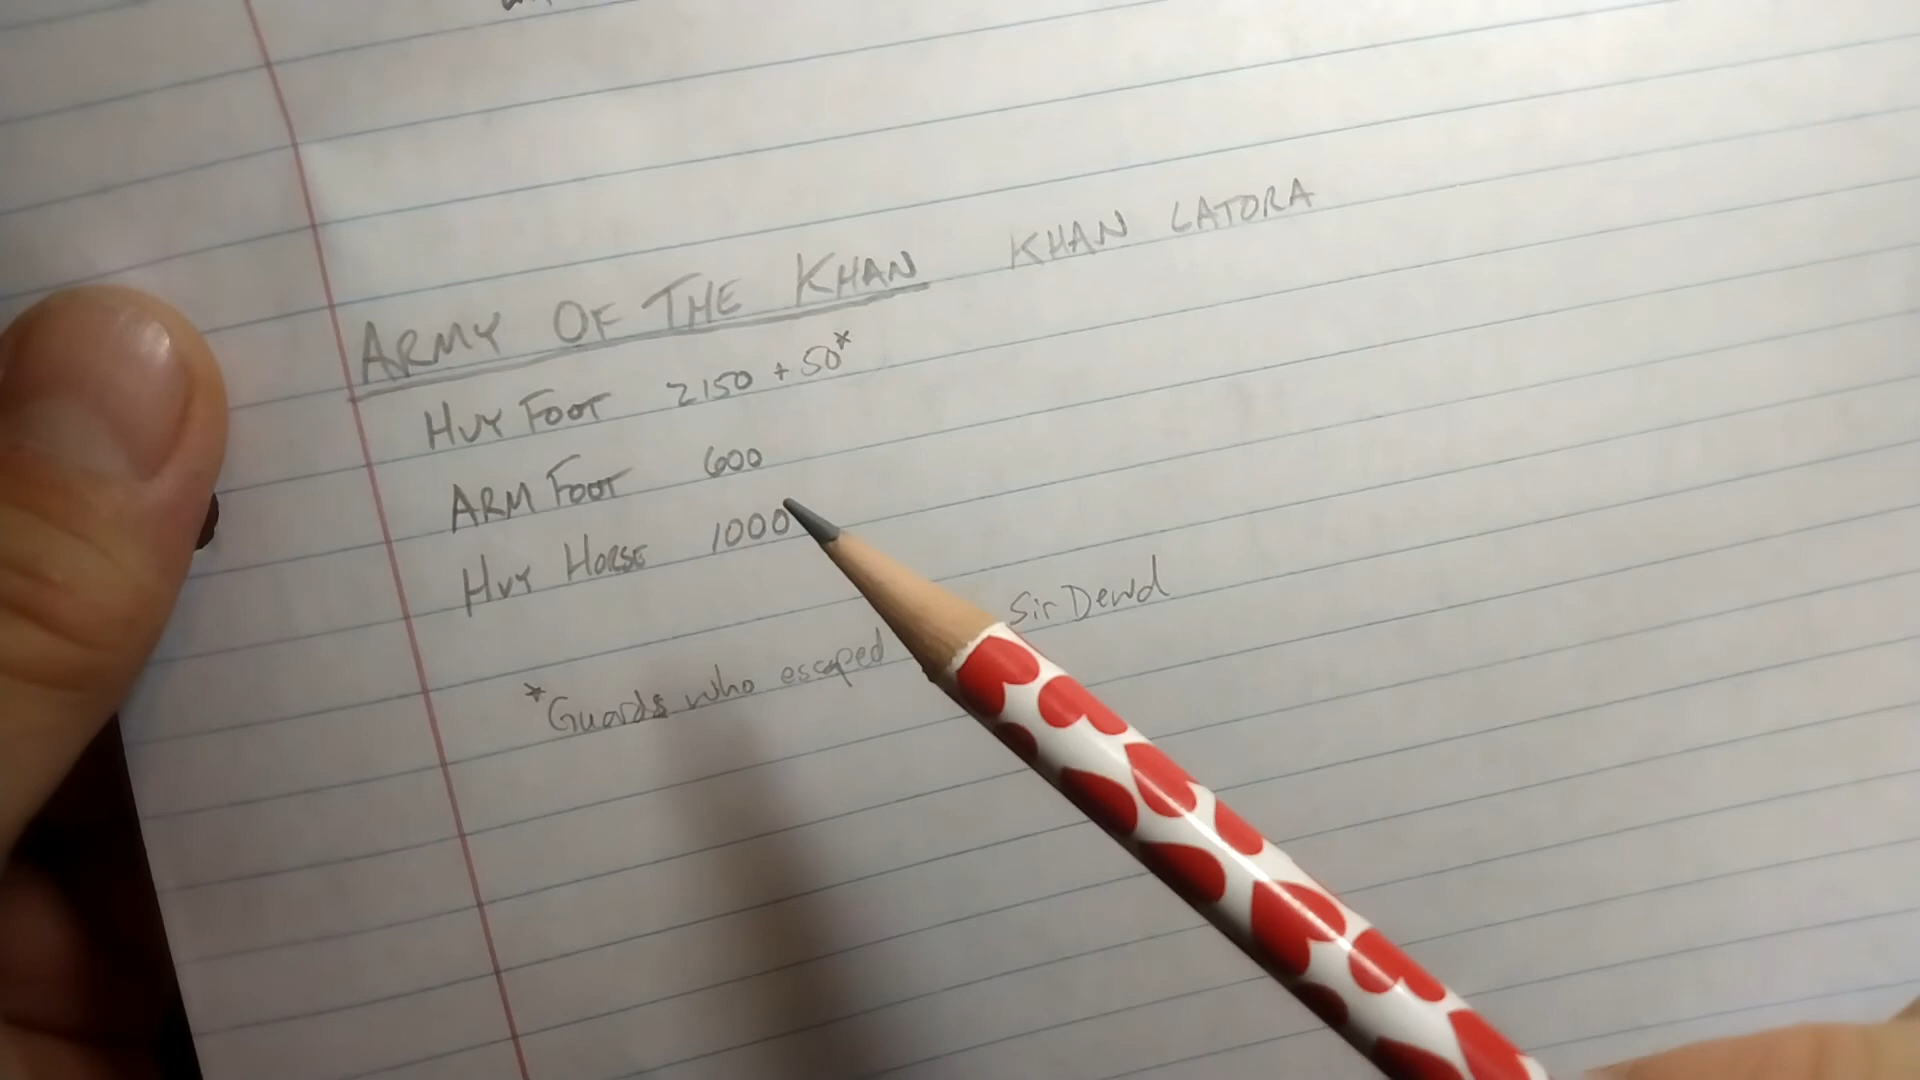 ARMY OF THE KHAN KHAN LATORA
HVY FOOT 2150 + 50*
ARM FOOT 600
HVY HORSE 1000
*Guards who escaped Sir Dewd